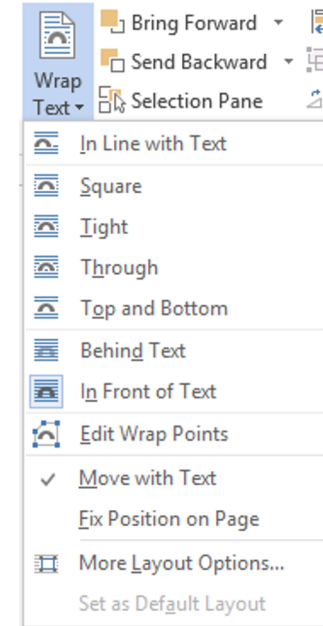 Wrap
Text
Bring Forward
Send Backward
Selection Pane
In Line with Text
Square
Tight
Through
Top and Bottom
Behind Text
In Front of Text
Edit Wrap Points
Move with Text
Fix Position on Page
More Layout Options...
Set as Default Layout